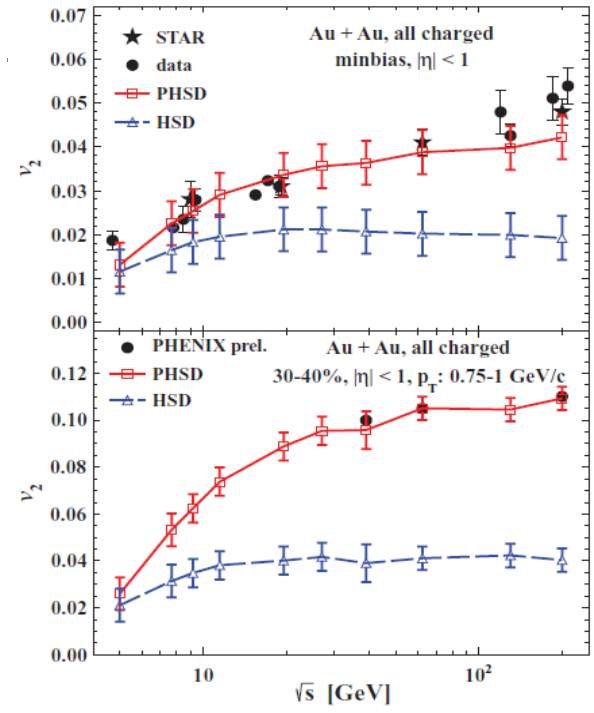 0.07
0.06
0.05
0.04
0.03
0.02
0.01
0.00
v₂
STAR
data
PHSD
HSD
Au + Au, all charged
minbias, |η| < 1
0.12
0.10
0.08
0.06
0.04
0.02
0.00
v₂
PHENIX prel.
PHSD
HSD
Au + Au, all charged
30-40%, |η| < 1, p_T: 0.75-1 GeV/c
10
10²
√s [GeV]